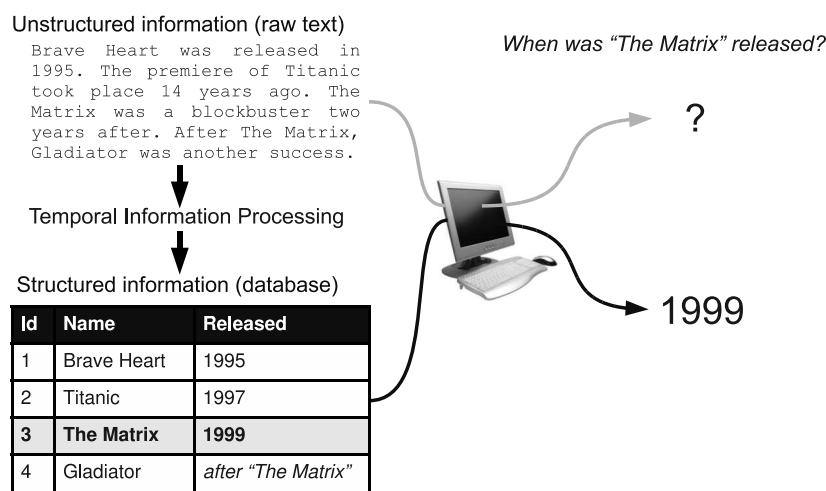 Unstructured information (raw text)
Brave Heart was released in
1995. The premiere of Titanic
took place 14 years ago. The
Matrix was a blockbuster two
years after. After The Matrix,
Gladiator was another success.
Temporal Information Processing
Structured information (database)
Id Name Released
1 Brave Heart 1995
2 Titanic 1997
3 The Matrix 1999
4 Gladiator after “The Matrix”
When was “The Matrix” released?
?
1999